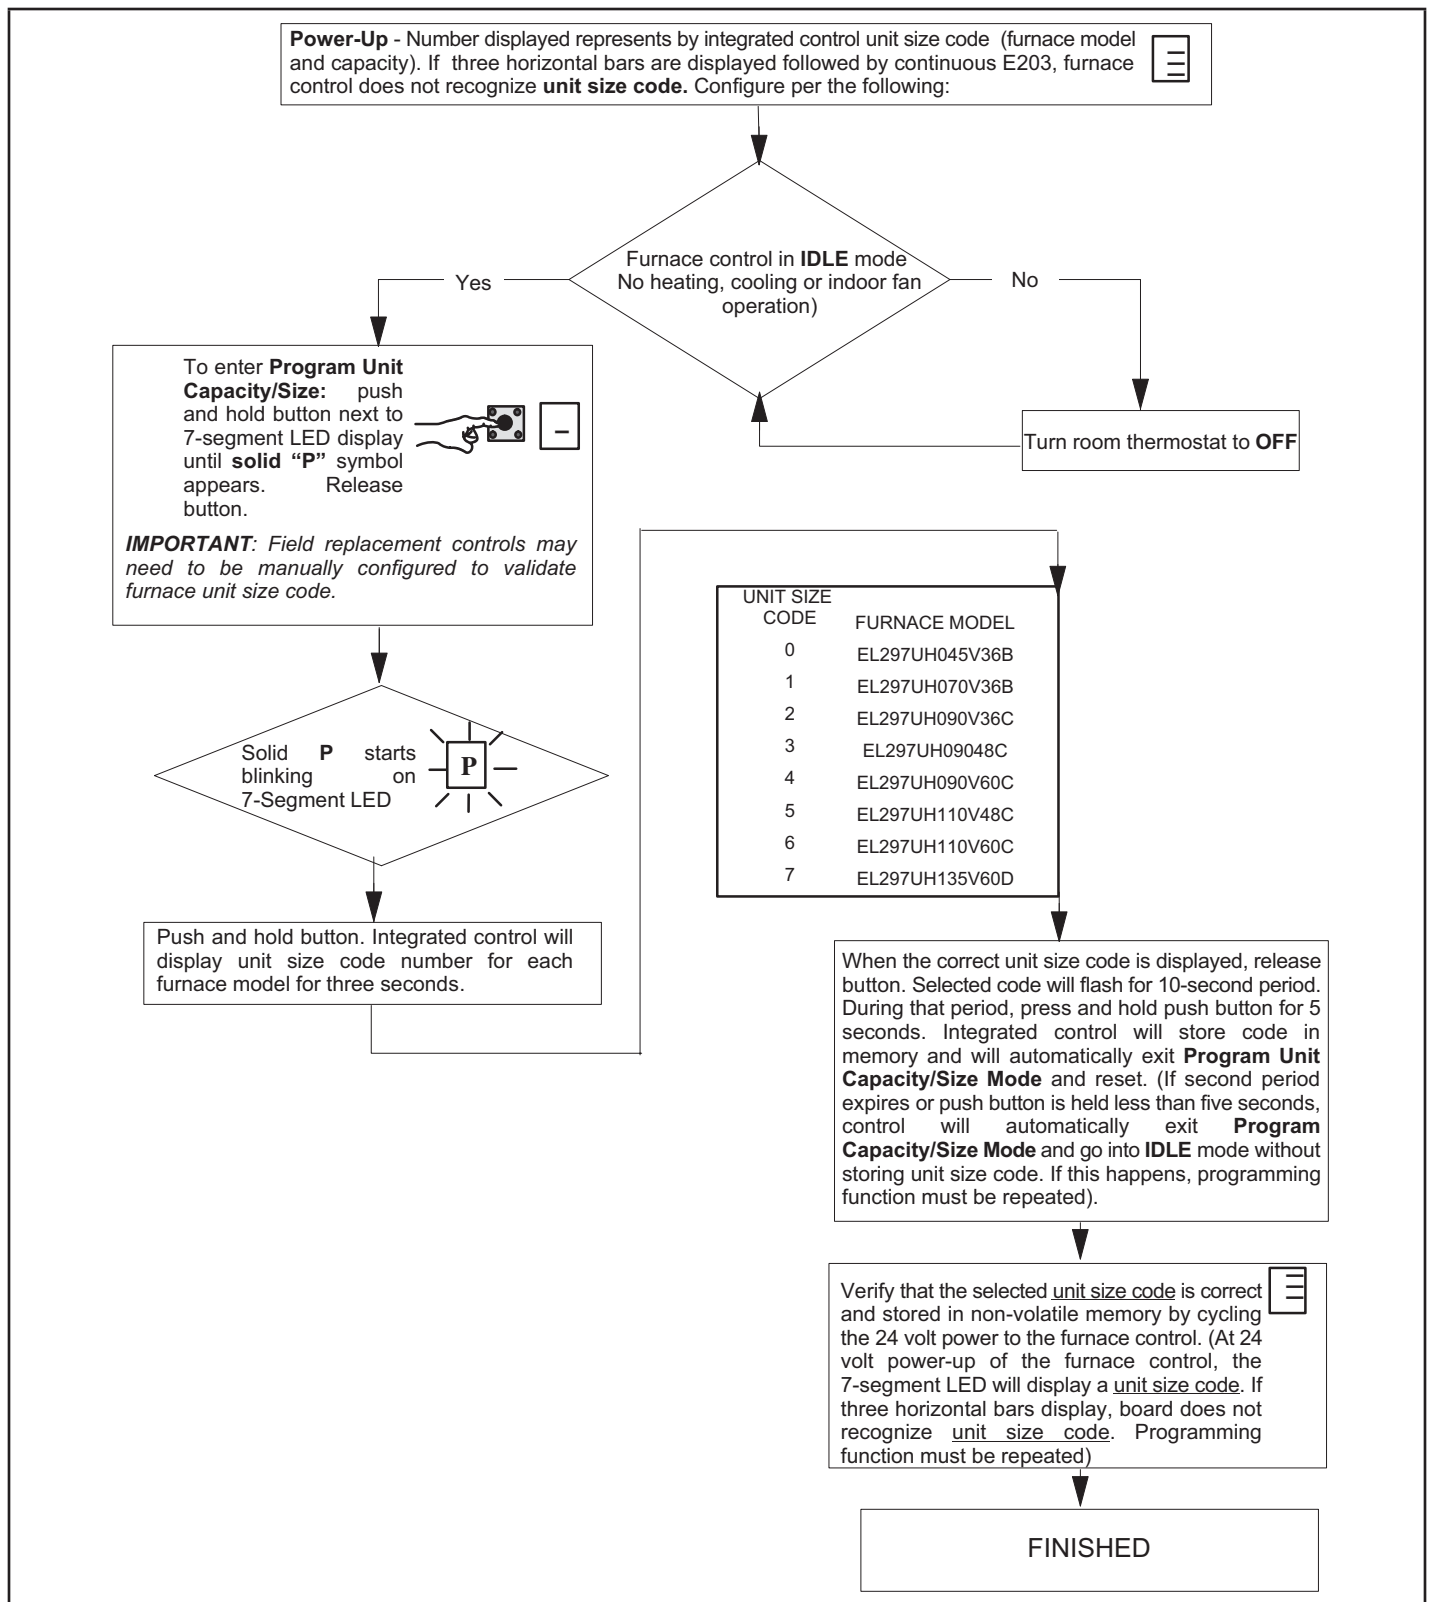 Power-Up - Number displayed represents by integrated control unit size code (furnace model
and capacity). If three horizontal bars are displayed followed by continuous E203, furnace
control does not recognize unit size code. Configure per the following:
Furnace control in IDLE mode
No heating, cooling or indoor fan
operation)
Yes
No
Turn room thermostat to OFF
To enter Program Unit
Capacity/Size: push
and hold button next to
7-segment LED display
until solid “P” symbol
appears. Release
button.
IMPORTANT: Field replacement controls may
need to be manually configured to validate
furnace unit size code.
Solid P starts
blinking on
7-Segment LED
P
Push and hold button. Integrated control will
display unit size code number for each
furnace model for three seconds.
UNIT SIZE
CODE FURNACE MODEL
0 EL297UH045V36B
1 EL297UH070V36B
2 EL297UH090V36C
3 EL297UH09048C
4 EL297UH090V60C
5 EL297UH110V48C
6 EL297UH110V60C
7 EL297UH135V60D
When the correct unit size code is displayed, release
button. Selected code will flash for 10-second period.
During that period, press and hold push button for 5
seconds. Integrated control will store code in
memory and will automatically exit Program Unit
Capacity/Size Mode and reset. (If second period
expires or push button is held less than five seconds,
control will automatically exit Program
Capacity/Size Mode and go into IDLE mode without
storing unit size code. If this happens, programming
function must be repeated).
Verify that the selected unit size code is correct
and stored in non-volatile memory by cycling
the 24 volt power to the furnace control. (At 24
volt power-up of the furnace control, the
7-segment LED will display a unit size code. If
three horizontal bars display, board does not
recognize unit size code. Programming
function must be repeated)
FINISHED